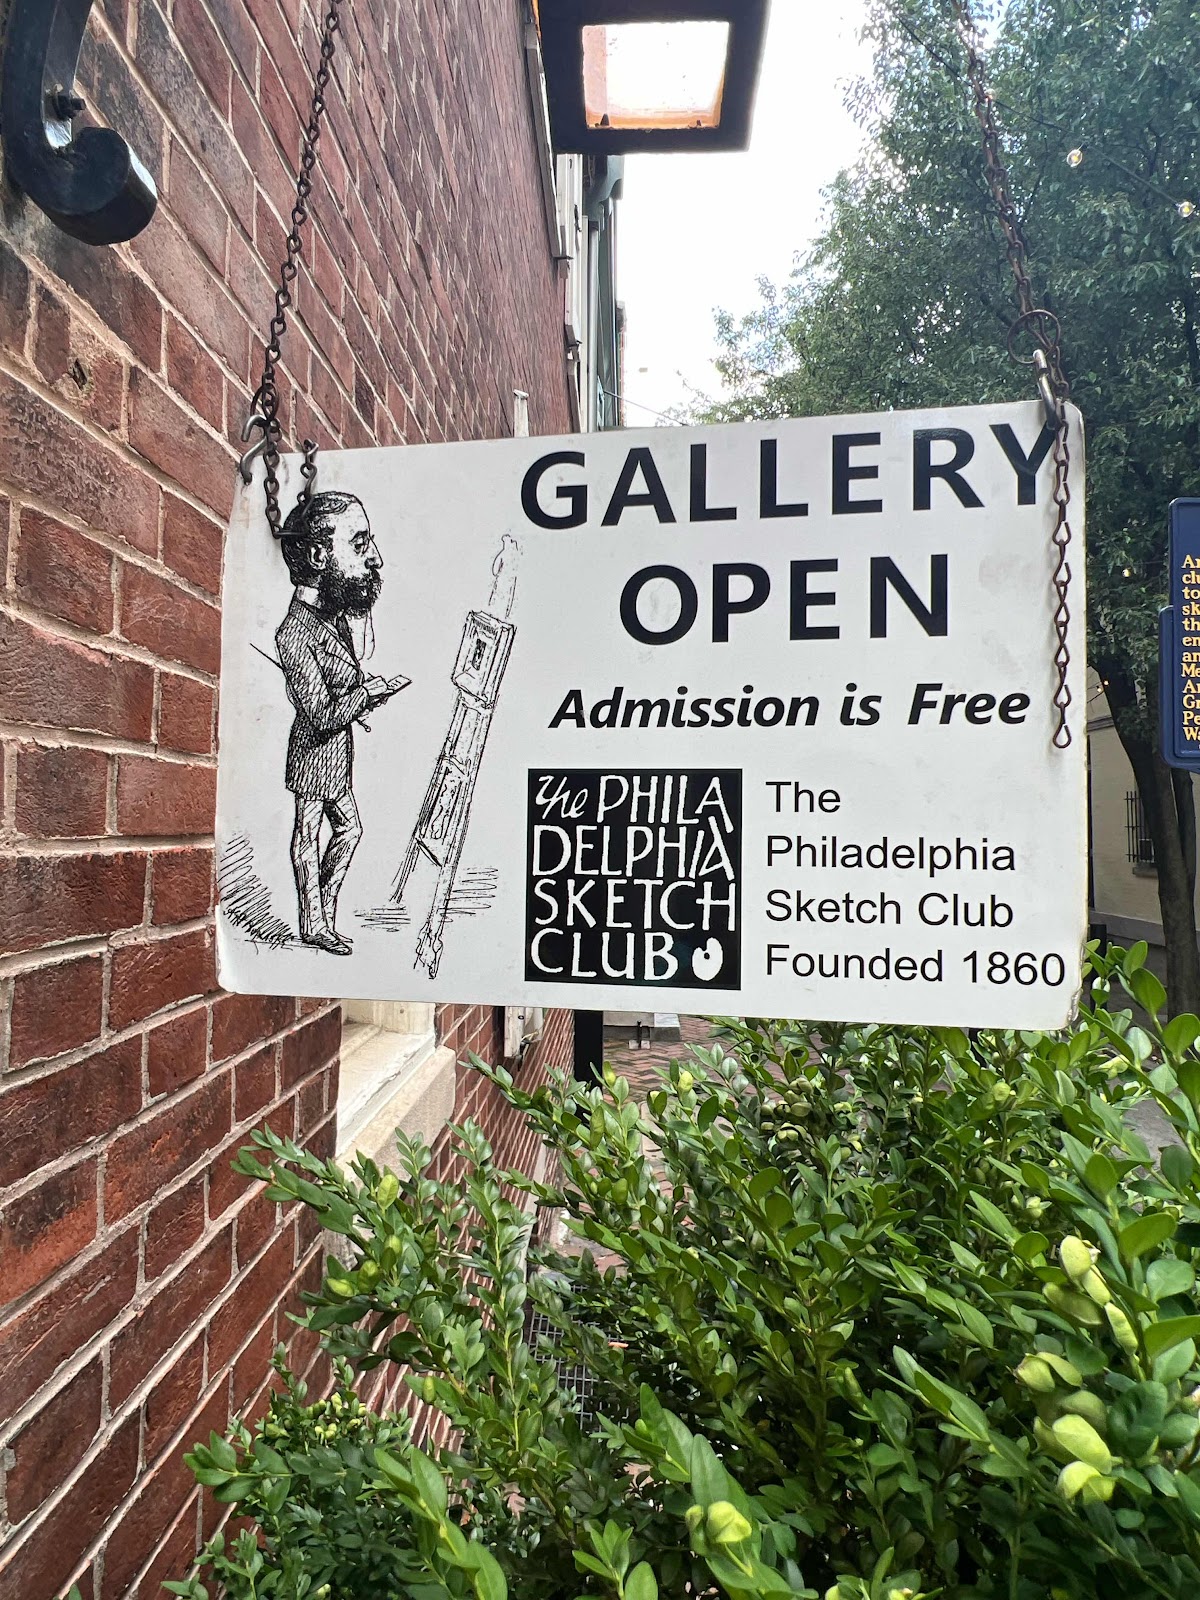 GALLERY
OPEN
Admission is Free
The PHILA
DELPHIA
SKETCH
CLUB
The
Philadelphia
Sketch Club
Founded 1860